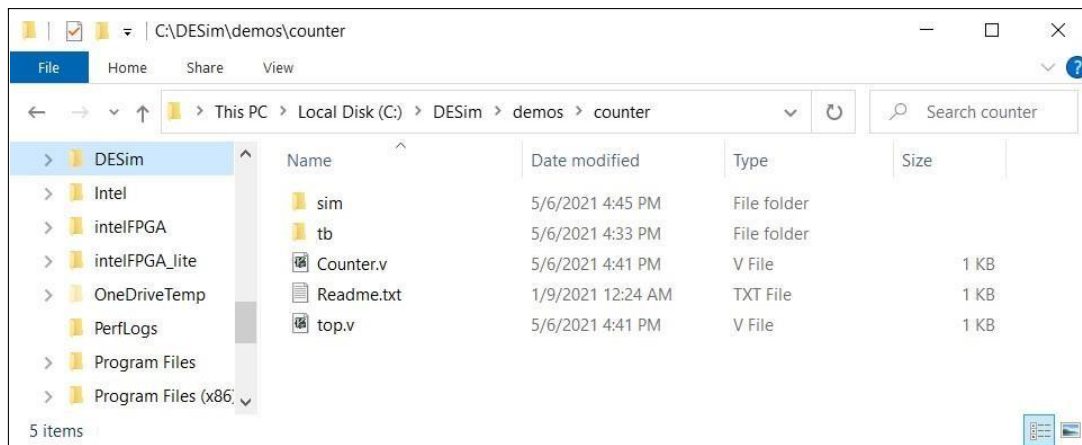 C:\DESim\demos\counter
File Home Share View ?
This PC > Local Disk (C:) > DESim > demos > counter Search counter
Name Date modified Type Size
DESim
Intel
intelFPGA
intelFPGA_lite
OneDriveTemp
PerfLogs
Program Files
Program Files (x86)
sim 5/6/2021 4:45 PM File folder
tb 5/6/2021 4:33 PM File folder
Counter.v 5/6/2021 4:41 PM V File 1 KB
Readme.txt 1/9/2021 12:24 AM TXT File 1 KB
top.v 5/6/2021 4:41 PM V File 1 KB
5 items